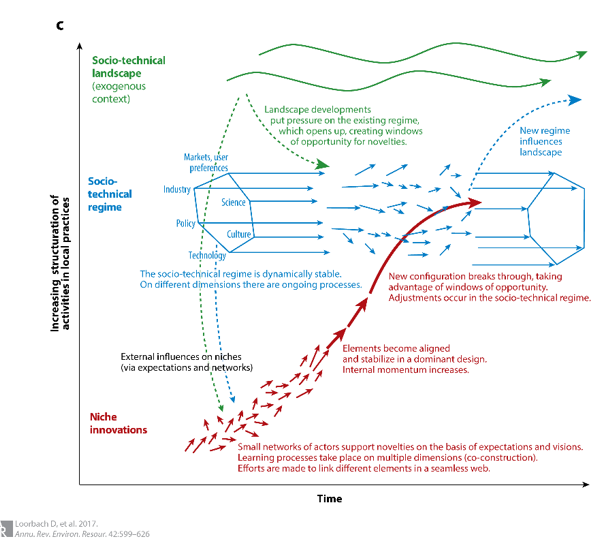 c
Socio-technical
landscape
(exogenous
context)
Landscape developments
put pressure on the existing regime,
which opens up, creating windows
of opportunity for novelties.
New regime
influences
landscape
Markets, user
preferences
Socio-
technical
regime
Industry
Science
Policy
Culture
Technology
The socio-technical regime is dynamically stable.
On different dimensions there are ongoing processes.
New configuration breaks through, taking
advantage of windows of opportunity.
Adjustments occur in the socio-technical regime.
Increasing structuration of
activities in local practices
External influences on niches
(via expectations and networks)
Elements become aligned
and stabilize in a dominant design.
Internal momentum increases.
Niche
innovations
Small networks of actors support novelties on the basis of expectations and visions.
Learning processes take place on multiple dimensions (co-construction).
Efforts are made to link different elements in a seamless web.
Time
R
Loorbach D, et al. 2017.
Annu. Rev. Environ. Resour. 42:599–626